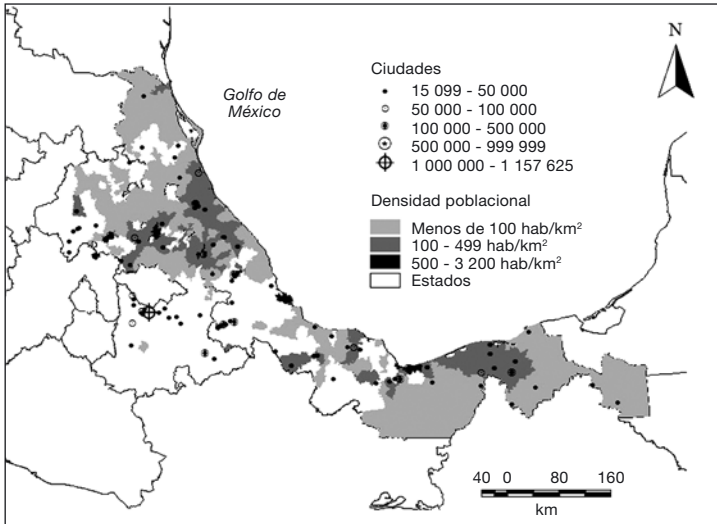 N
Golfo de
México
Ciudades
15 099 - 50 000
50 000 - 100 000
100 000 - 500 000
500 000 - 999 999
1 000 000 - 1 157 625
Densidad poblacional
Menos de 100 hab/km²
100 - 499 hab/km²
500 - 3 200 hab/km²
Estados
40 0 80 160
km